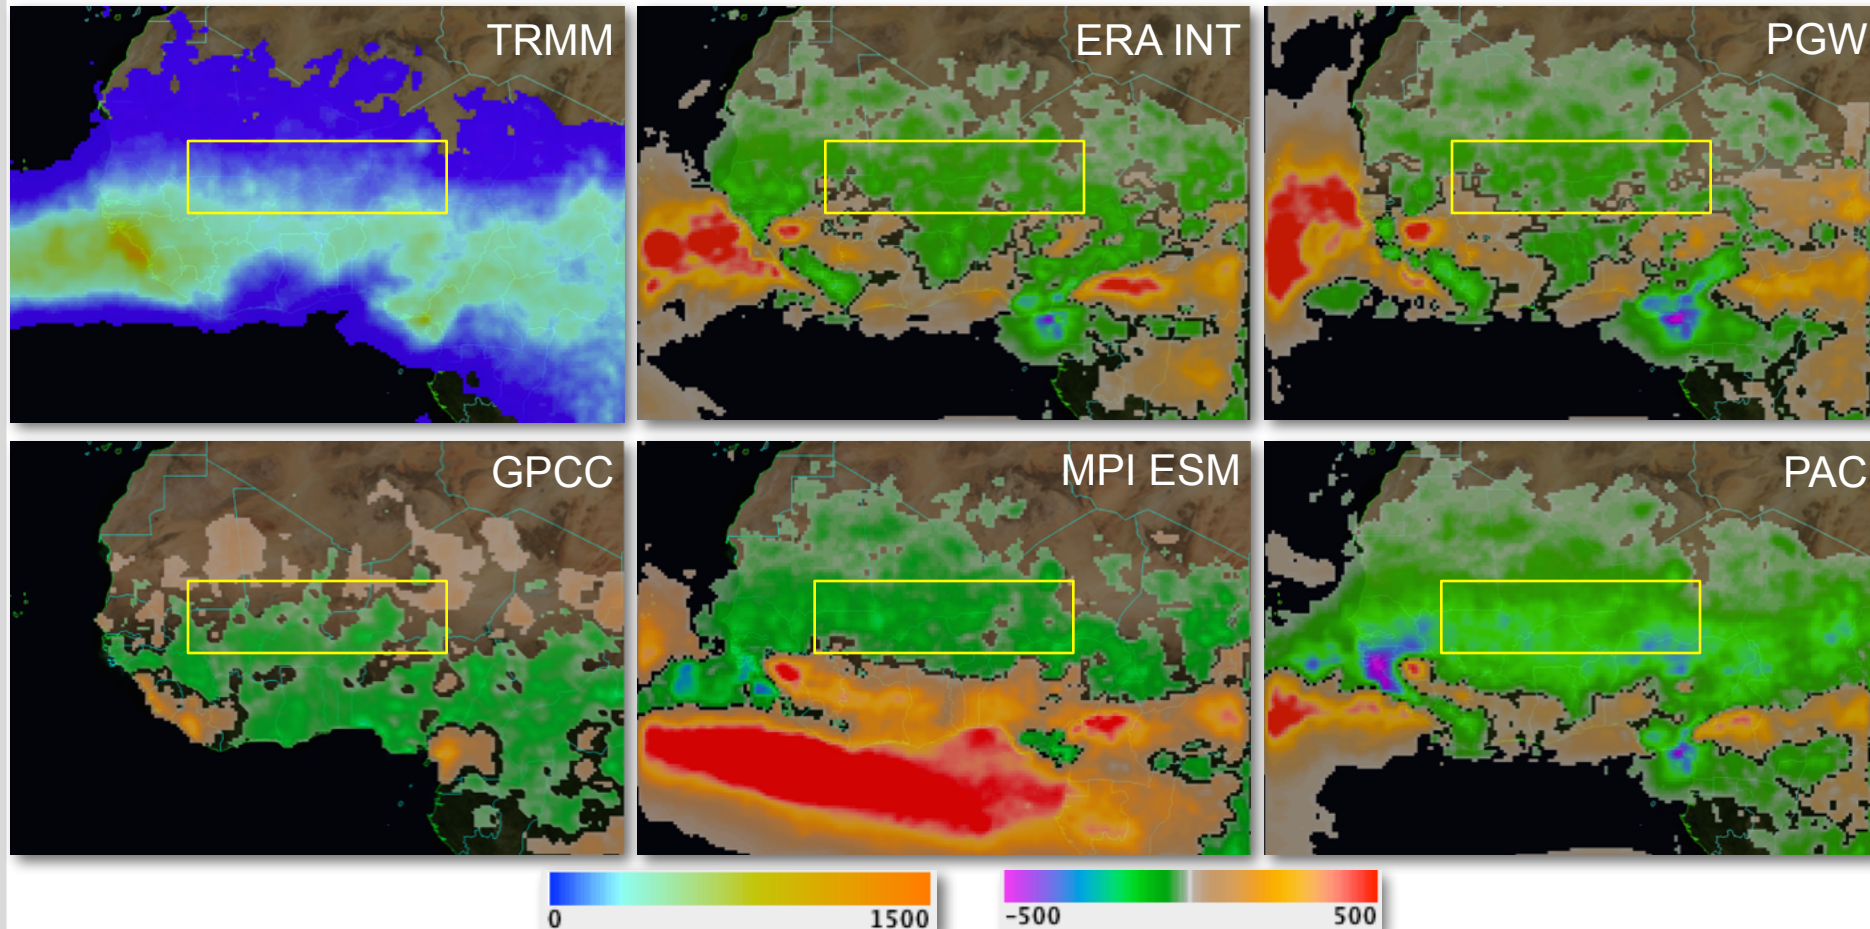 TRMM
ERA INT
PGW
GPCC
MPI ESM
PAC
0 1500
-500 500